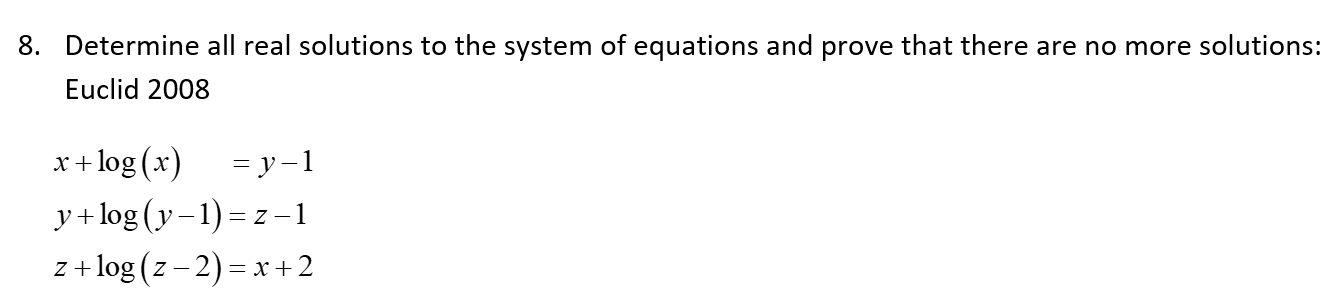 8. Determine all real solutions to the system of equations and prove that there are no more solutions:
Euclid 2008
x + log(x) = y − 1
y + log(y − 1) = z − 1
z + log(z − 2) = x + 2